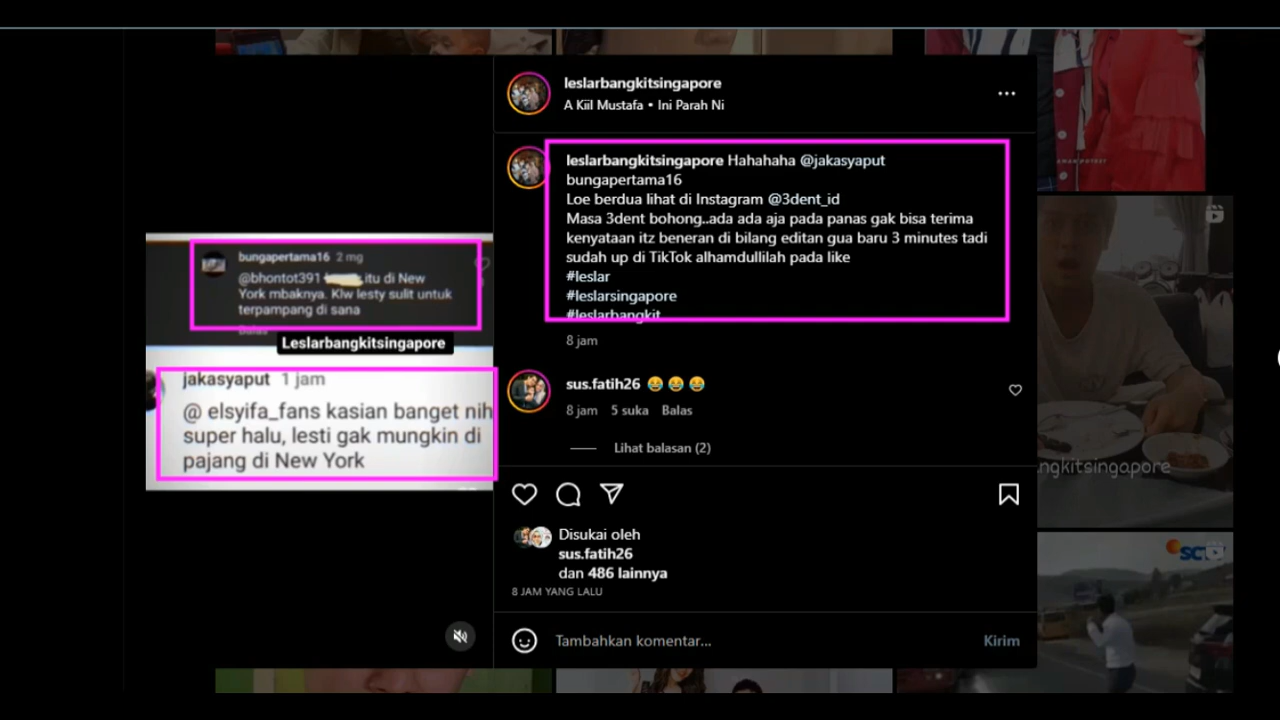 bungapertama16 2 mg
@bhontot391 itu di New
York mbaknya. Klw lesty sulit untuk
terpampang di sana
Balas
Leslarbangkitsingapore
jakasyaput 1 jam
@ elsyifa_fans kasian banget nih
super halu, lesti gak mungkin di
pajang di New York
leslarbangkitsingapore
A Kiil Mustafa • Ini Parah Ni
leslarbangkitsingapore Hahahaha @jakasyaput
bungapertama16
Loe berdua lihat di Instagram @3dent_id
Masa 3dent bohong..ada ada aja pada panas gak bisa terima
kenyataan itz beneran di bilang editan gua baru 3 minutes tadi
sudah up di TikTok alhamdullilah pada like
#leslar
#leslarsingapore
#leslarbangkit
8 jam
sus.fatih26 😂😂😂
8 jam 5 suka Balas
Lihat balasan (2)
Disukai oleh
sus.fatih26
dan 486 lainnya
8 JAM YANG LALU
Tambahkan komentar... Kirim
ngkitsingapore
SCTV